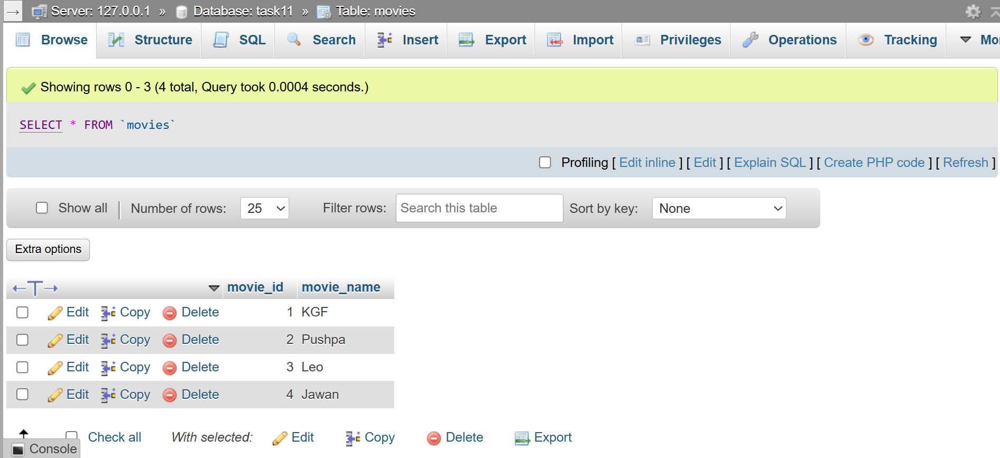 Server: 127.0.0.1 » Database: task11 » Table: movies
Browse Structure SQL Search Insert Export Import Privileges Operations Tracking Mo
Showing rows 0 - 3 (4 total, Query took 0.0004 seconds.)
SELECT * FROM `movies`
Profiling [ Edit inline ] [ Edit ] [ Explain SQL ] [ Create PHP code ] [ Refresh ]
Show all | Number of rows: 25 Filter rows: Search this table Sort by key: None
Extra options
←T→ movie_id movie_name
Edit Copy Delete 1 KGF
Edit Copy Delete 2 Pushpa
Edit Copy Delete 3 Leo
Edit Copy Delete 4 Jawan
Check all With selected: Edit Copy Delete Export
Console